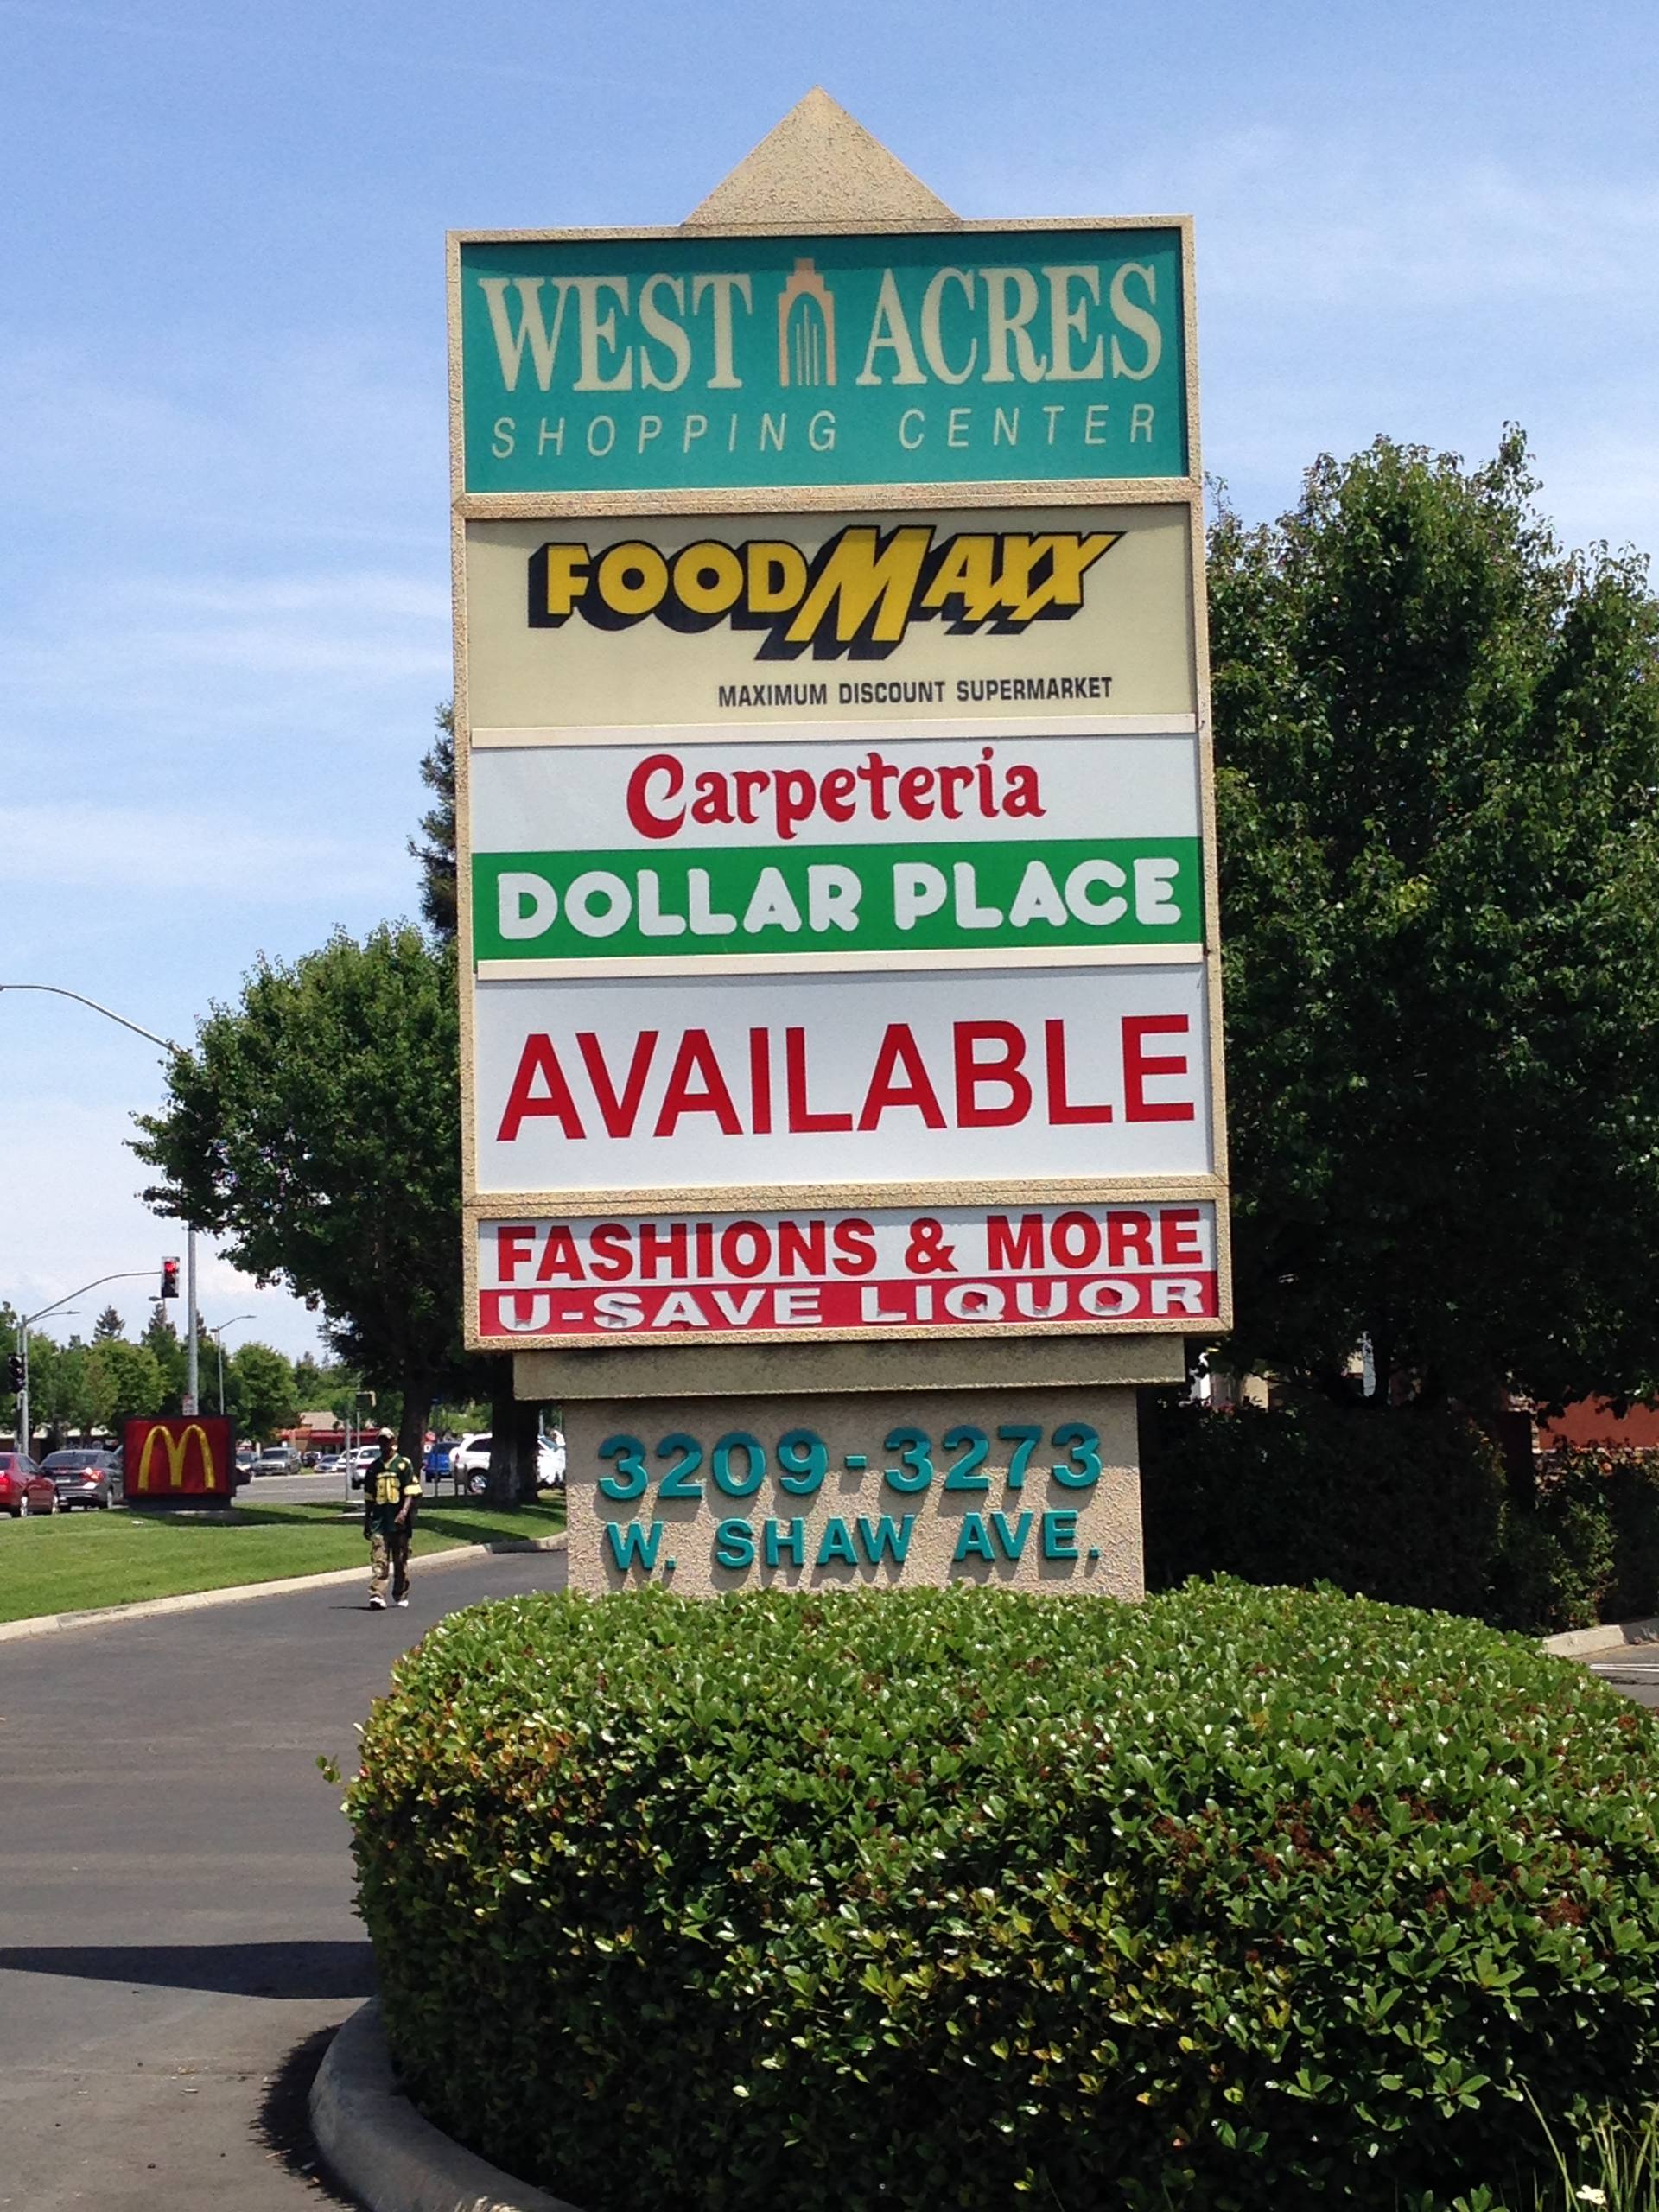 WEST ACRES
SHOPPING CENTER
FOODMAXX
MAXIMUM DISCOUNT SUPERMARKET
Carpeteria
DOLLAR PLACE
AVAILABLE
FASHIONS & MORE
U-SAVE LIQUOR
3209-3273
W. SHAW AVE.